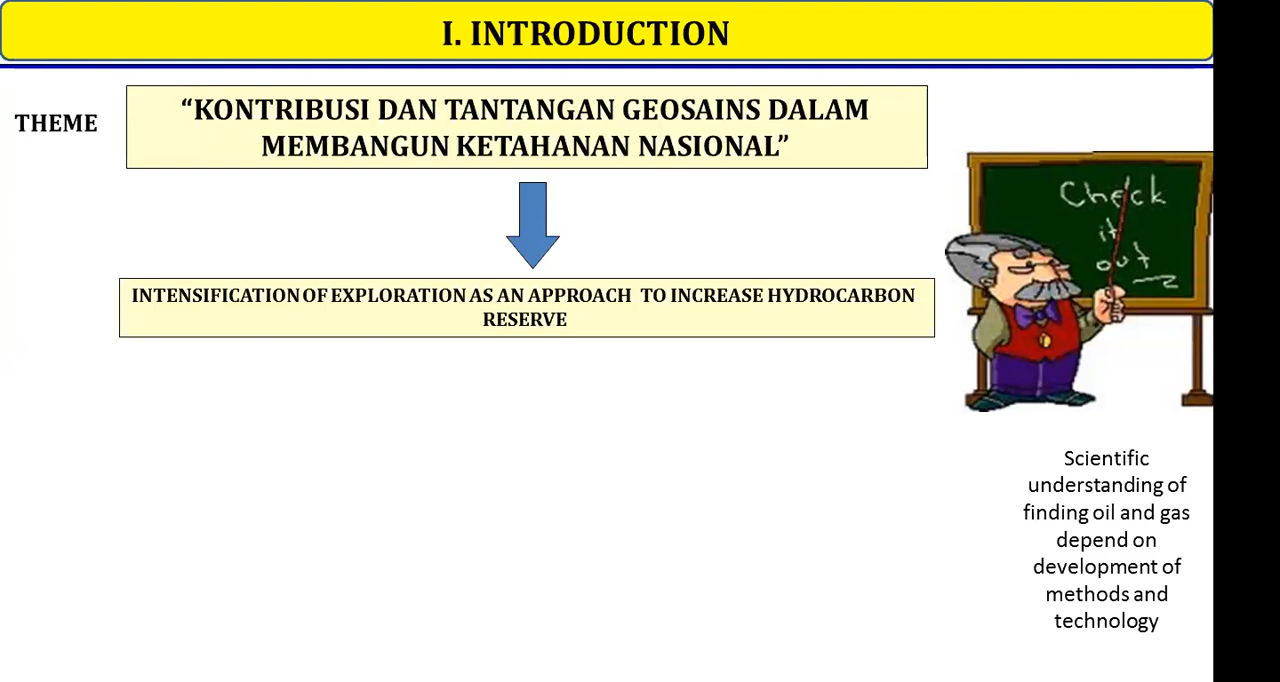 I. INTRODUCTION
THEME
“KONTRIBUSI DAN TANTANGAN GEOSAINS DALAM
MEMBANGUN KETAHANAN NASIONAL”
INTENSIFICATION OF EXPLORATION AS AN APPROACH TO INCREASE HYDROCARBON
RESERVE
Check
it
out
Scientific
understanding of
finding oil and gas
depend on
development of
methods and
technology